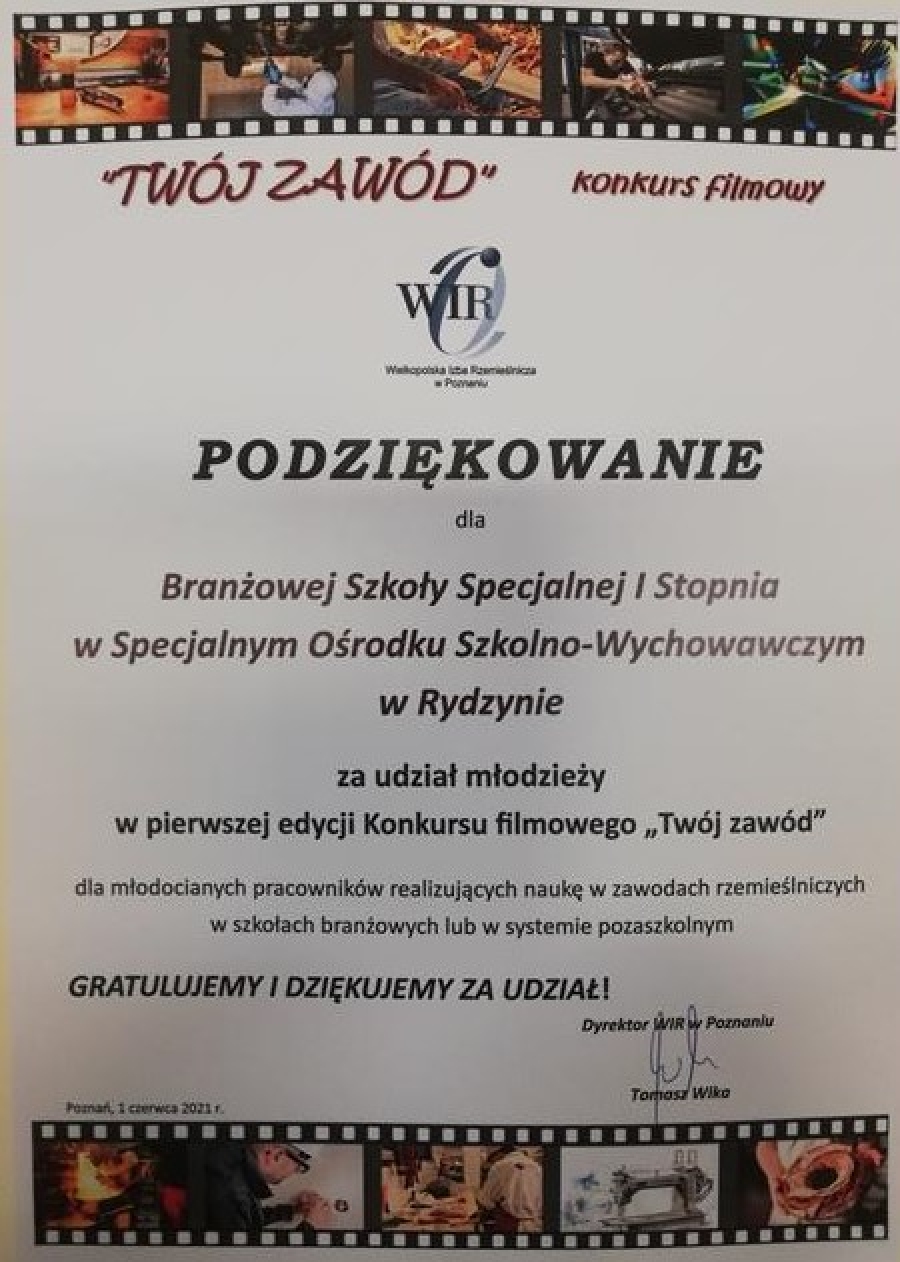 "TWÓJ ZAWÓD" konkurs filmowy
WIR
Wielkopolska Izba Rzemieślnicza
w Poznaniu
PODZIĘKOWANIE
dla
Branżowej Szkoły Specjalnej I Stopnia
w Specjalnym Ośrodku Szkolno-Wychowawczym
w Rydzynie
za udział młodzieży
w pierwszej edycji Konkursu filmowego „Twój zawód”
dla młodocianych pracowników realizujących naukę w zawodach rzemieślniczych
w szkołach branżowych lub w systemie pozaszkolnym
GRATULUJEMY I DZIĘKUJEMY ZA UDZIAŁ!
Dyrektor WIR w Poznaniu
Tomasz Wika
Poznań, 1 czerwca 2021 r.